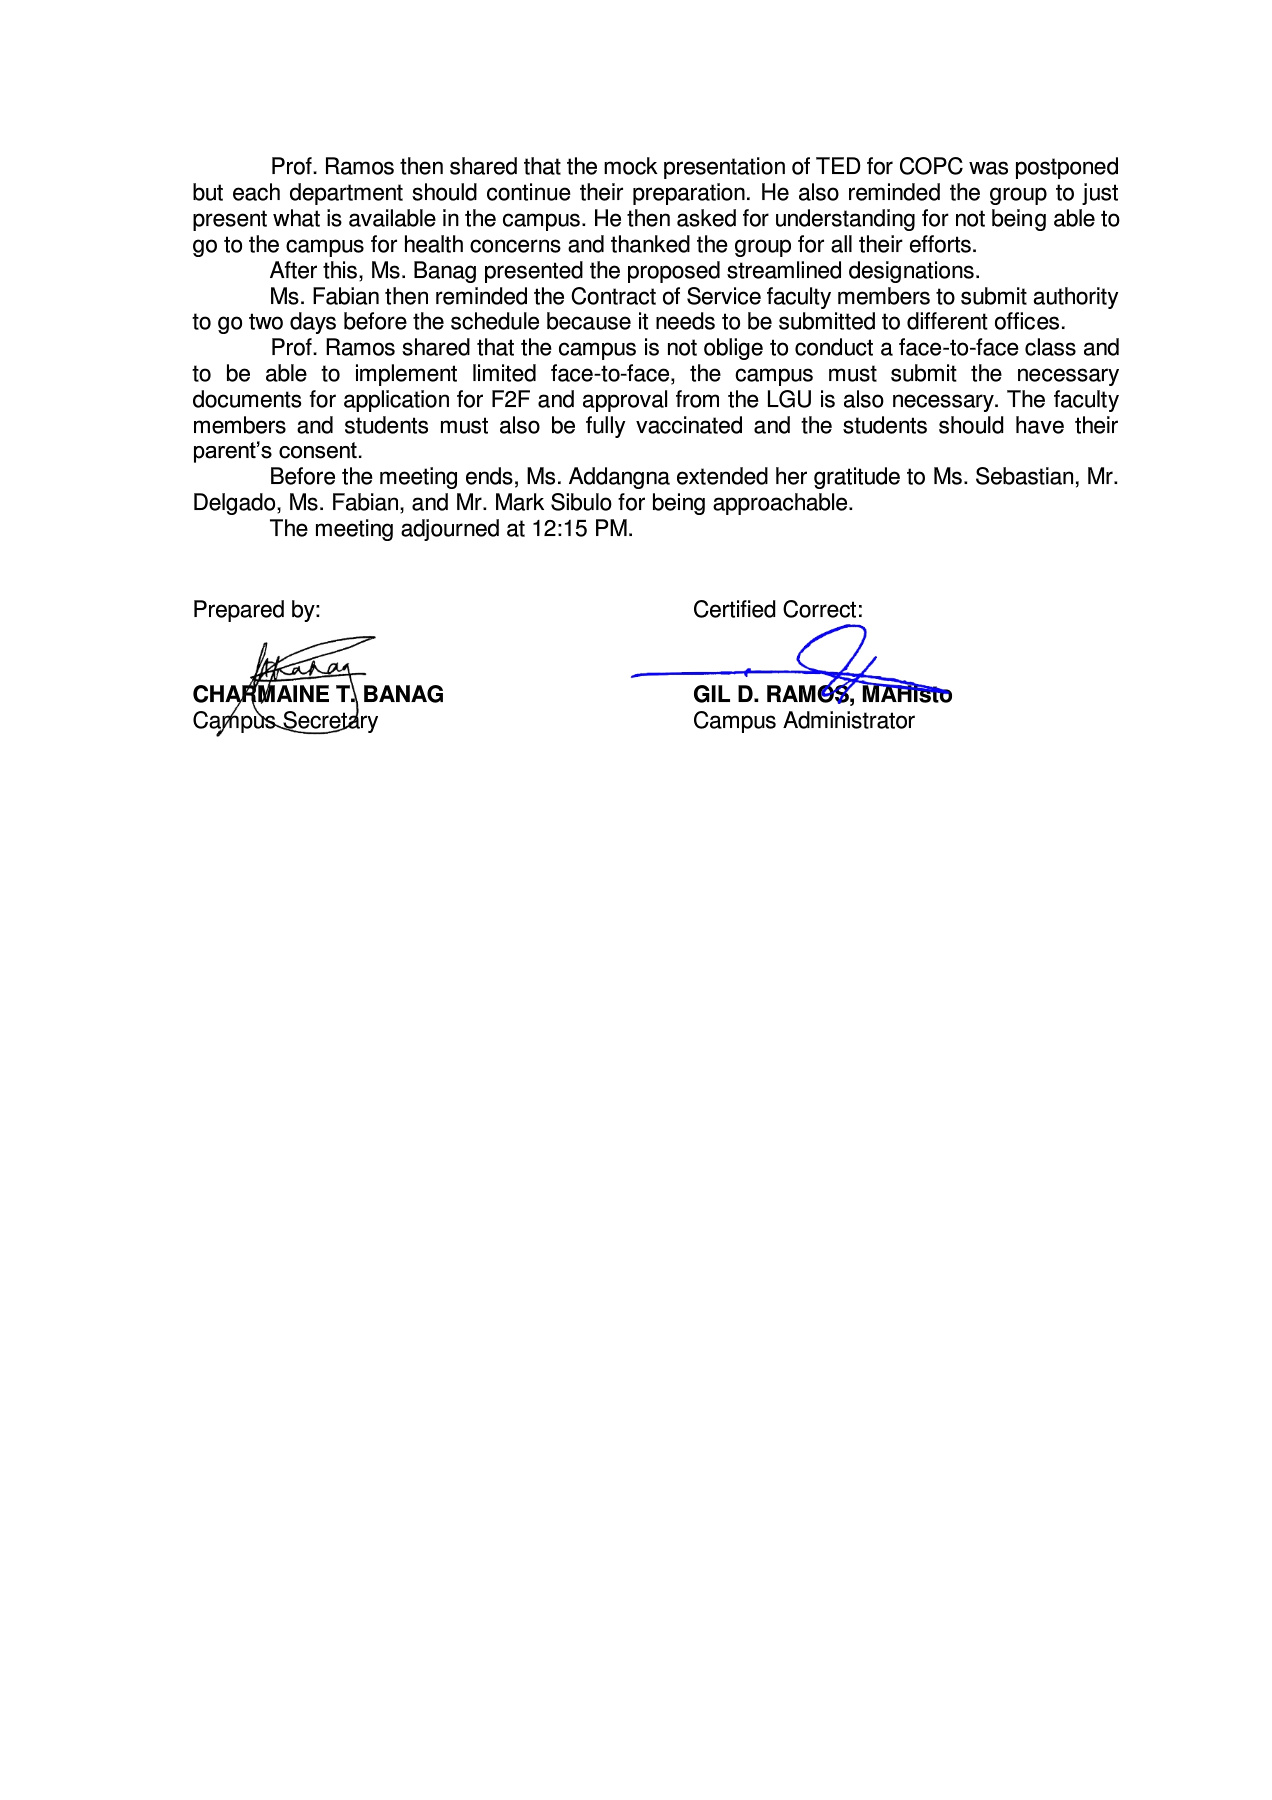 Prof. Ramos then shared that the mock presentation of TED for COPC was postponed
but each department should continue their preparation. He also reminded the group to just
present what is available in the campus. He then asked for understanding for not being able to
go to the campus for health concerns and thanked the group for all their efforts.
After this, Ms. Banag presented the proposed streamlined designations.
Ms. Fabian then reminded the Contract of Service faculty members to submit authority
to go two days before the schedule because it needs to be submitted to different offices.
Prof. Ramos shared that the campus is not oblige to conduct a face-to-face class and
to be able to implement limited face-to-face, the campus must submit the necessary
documents for application for F2F and approval from the LGU is also necessary. The faculty
members and students must also be fully vaccinated and the students should have their
parent’s consent.
Before the meeting ends, Ms. Addangna extended her gratitude to Ms. Sebastian, Mr.
Delgado, Ms. Fabian, and Mr. Mark Sibulo for being approachable.
The meeting adjourned at 12:15 PM.
Prepared by: Certified Correct:
CHARMAINE T. BANAG GIL D. RAMOS, MAHisto
Campus Secretary Campus Administrator